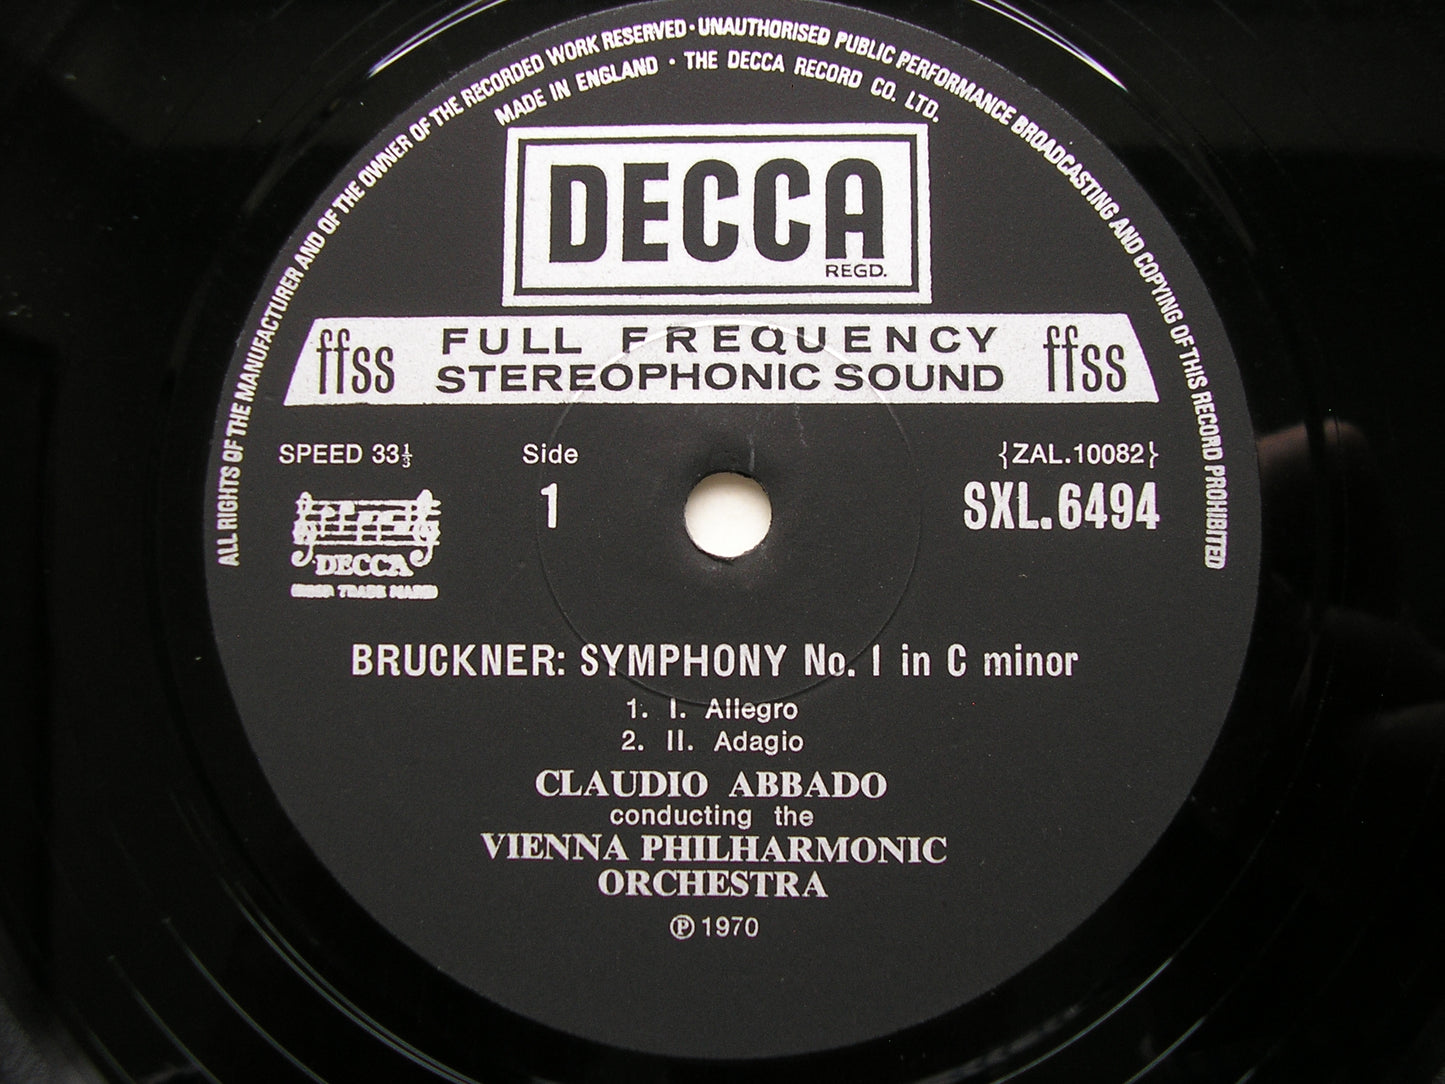 ALL RIGHTS OF THE MANUFACTURER AND OF THE OWNER OF THE RECORDED WORK RESERVED · UNAUTHORISED PUBLIC PERFORMANCE BROADCASTING AND COPYING OF THIS RECORD PROHIBITED
MADE IN ENGLAND · THE DECCA RECORD CO. LTD.
DECCA
REGD.
ffss FULL FREQUENCY ffss
STEREOPHONIC SOUND
SPEED 33⅓ Side {ZAL.10082}
1 SXL.6494
DECCA
TRADE
BRUCKNER: SYMPHONY No. 1 in C minor
1. I. Allegro
2. II. Adagio
CLAUDIO ABBADO
conducting the
VIENNA PHILHARMONIC
ORCHESTRA
℗ 1970